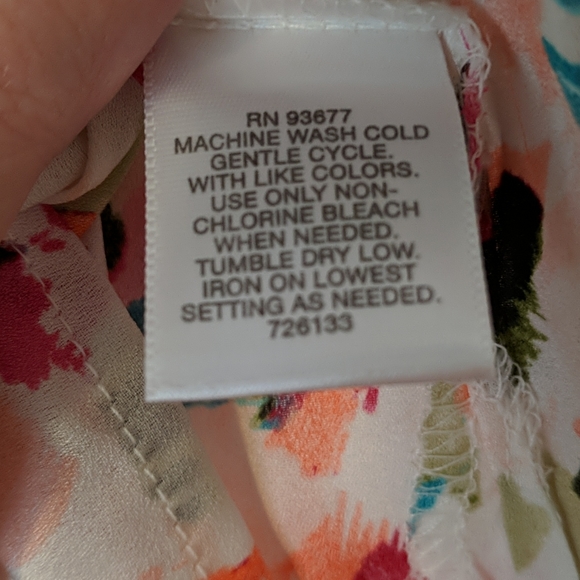 RN 93677
MACHINE WASH COLD
GENTLE CYCLE.
WITH LIKE COLORS.
USE ONLY NON-
CHLORINE BLEACH
WHEN NEEDED.
TUMBLE DRY LOW.
IRON ON LOWEST
SETTING AS NEEDED.
726133